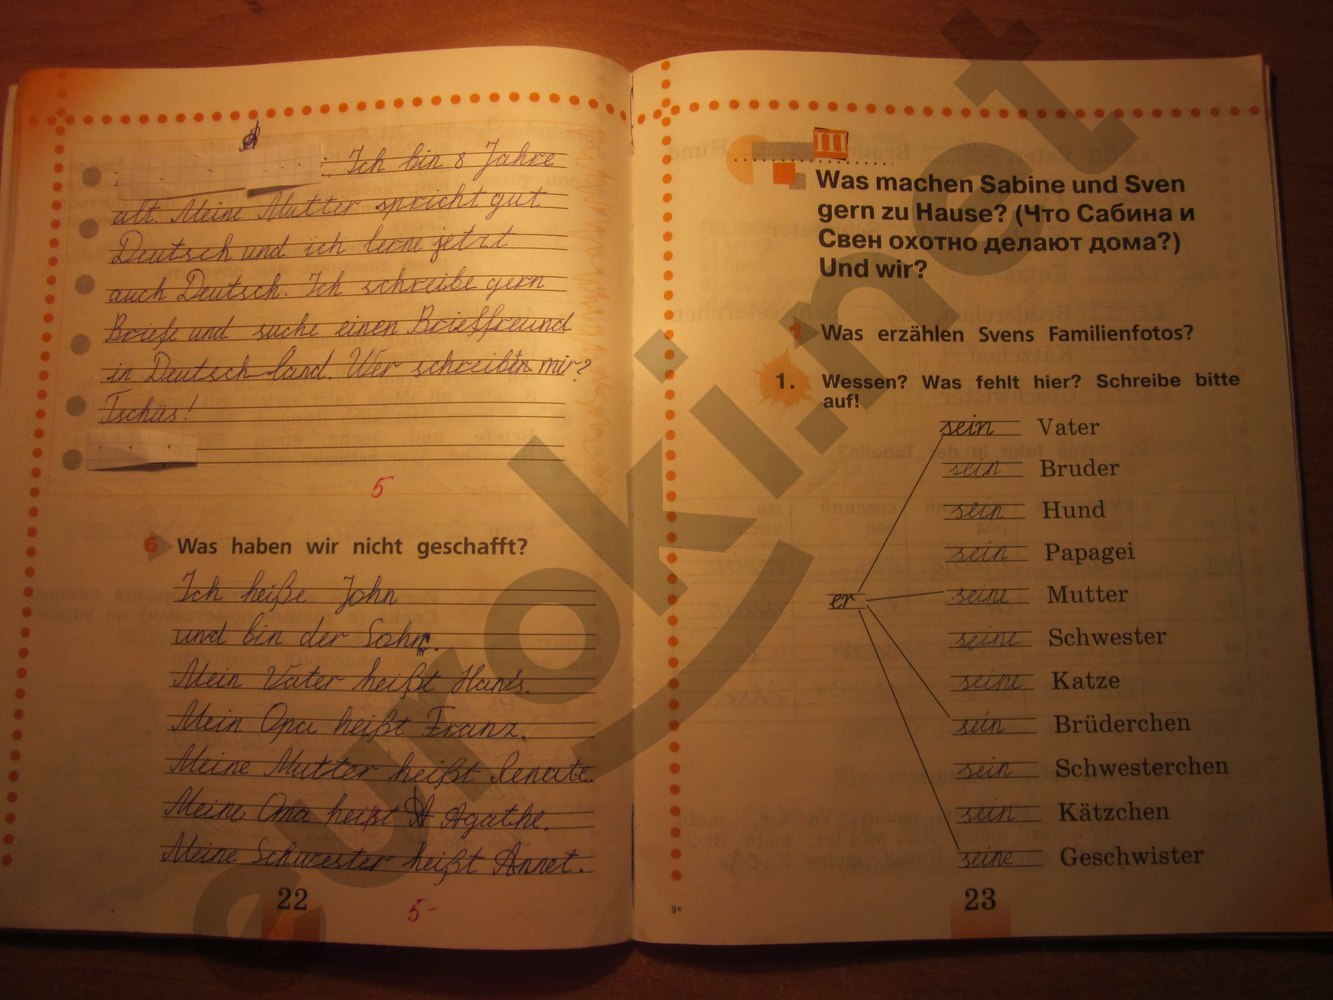 Ich bin 8 Jahre
alt. Meine Mutter spricht gut
Deutsch und ich lerne jetzt
auch Deutsch. Ich schreibe gern
Briefe und suche einen Brieffreund
in Deutsch land. Wer schreibt mir?
Tschüs!
5
6 Was haben wir nicht geschafft?
Ich heiße John
und bin der Sohn.
Mein Vater heißt Hans.
Mein Opa heißt Franz.
Meine Mutter heißt Renate.
Meine Oma heißt Agathe.
Meine Schwester heißt Annet.
22
5-
III
Was machen Sabine und Sven
gern zu Hause? (Что Сабина и
Свен охотно делают дома?)
Und wir?
1 Was erzählen Svens Familienfotos?
1. Wessen? Was fehlt hier? Schreibe bitte
auf!
sein Vater
sein Bruder
sein Hund
sein Papagei
er
seine Mutter
seine Schwester
seine Katze
sein Brüderchen
sein Schwesterchen
sein Kätzchen
seine Geschwister
3*
23
euroki.net